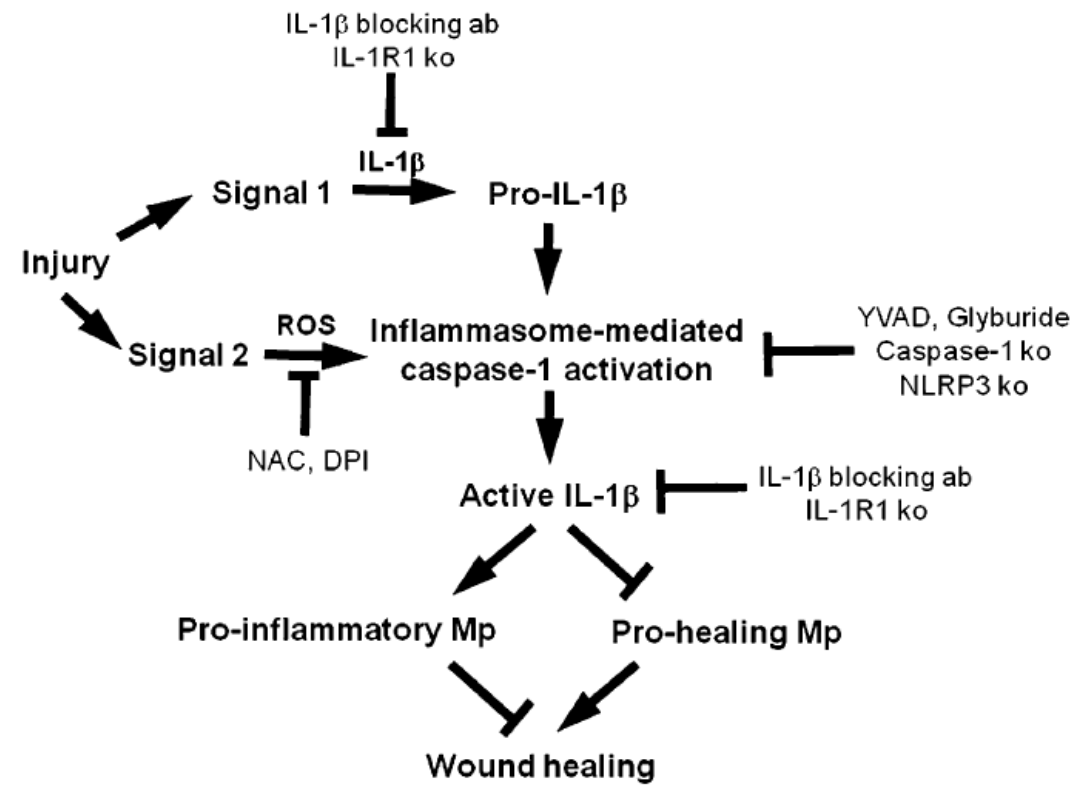 IL-1β blocking ab
IL-1R1 ko
IL-1β
Signal 1
Pro-IL-1β
Injury
ROS
Signal 2
Inflammasome-mediated
caspase-1 activation
YVAD, Glyburide
Caspase-1 ko
NLRP3 ko
NAC, DPI
Active IL-1β
IL-1β blocking ab
IL-1R1 ko
Pro-inflammatory Mp
Pro-healing Mp
Wound healing